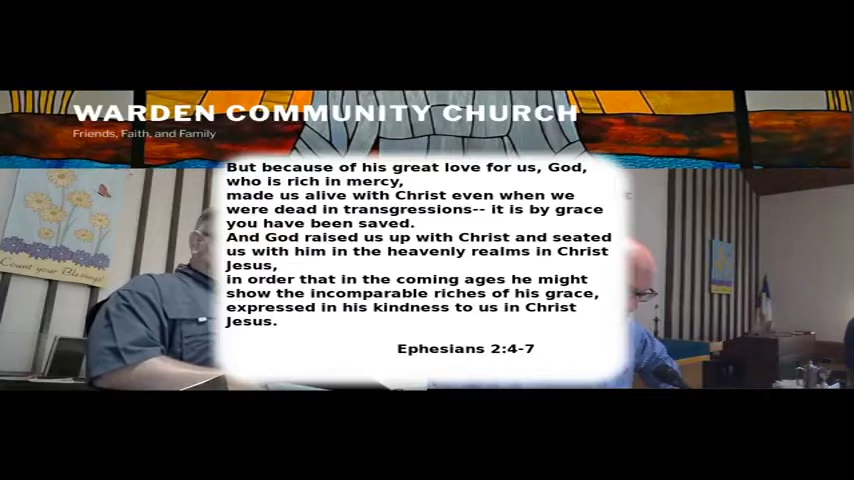 WARDEN COMMUNITY CHURCH
Friends, Faith, and Family
But because of his great love for us, God,
who is rich in mercy,
made us alive with Christ even when we
were dead in transgressions-- it is by grace
you have been saved.
And God raised us up with Christ and seated
us with him in the heavenly realms in Christ
Jesus,
in order that in the coming ages he might
show the incomparable riches of his grace,
expressed in his kindness to us in Christ
Jesus.
Ephesians 2:4-7
Count your Blessings